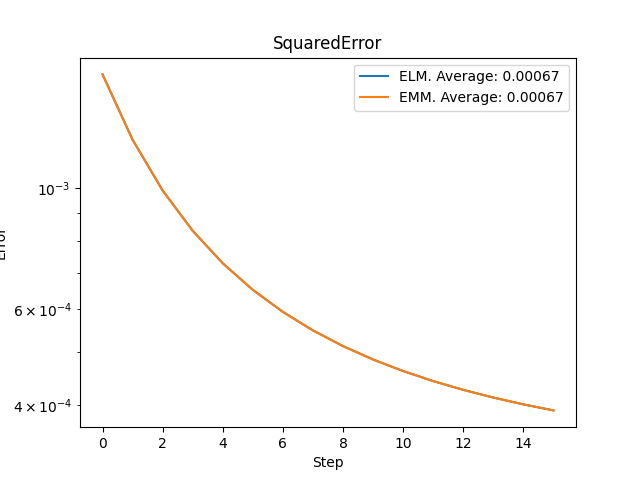 SquaredError
ELM. Average: 0.00067
EMM. Average: 0.00067
Error
10⁻³
6 × 10⁻⁴
4 × 10⁻⁴
0 2 4 6 8 10 12 14
Step